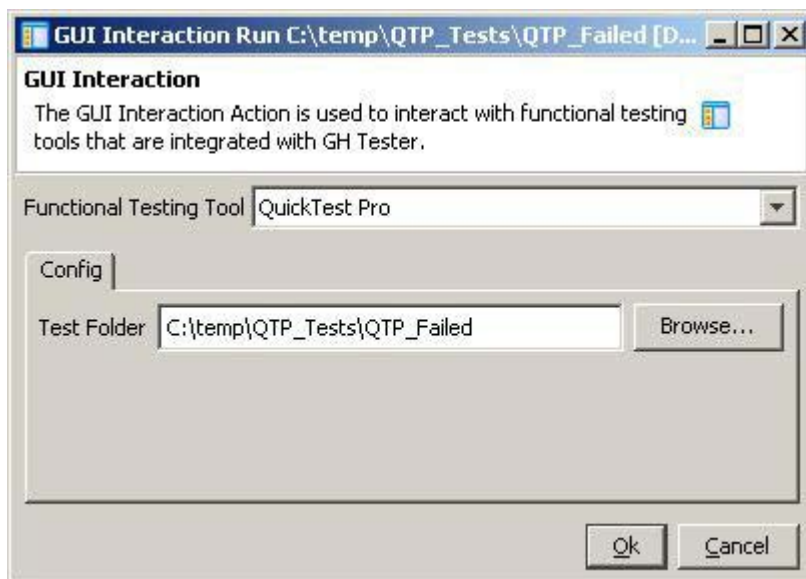 GUI Interaction Run C:\temp\QTP_Tests\QTP_Failed [D...
GUI Interaction
The GUI Interaction Action is used to interact with functional testing
tools that are integrated with GH Tester.
Functional Testing Tool QuickTest Pro
Config
Test Folder C:\temp\QTP_Tests\QTP_Failed Browse...
Ok Cancel